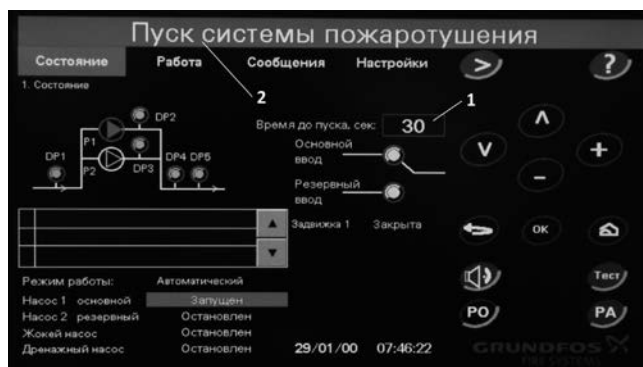 Пуск системы пожаротушения
Состояние Работа Сообщения Настройки > ?
1. Состояние
2 1
DP2 Время до пуска, сек: 30
P1 Основной ввод
DP1 P2 DP3 DP4 DP5
Резервный ввод
Задвижка 1 Закрыта
OK
Режим работы: Автоматический
Тест
Насос 1 основной Запущен
Насос 2 резервный Остановлен
PO PA
Жокей насос Остановлен
Дренажный насос Остановлен 29/01/00 07:46:22 GRUNDFOS
FIRE SYSTEMS